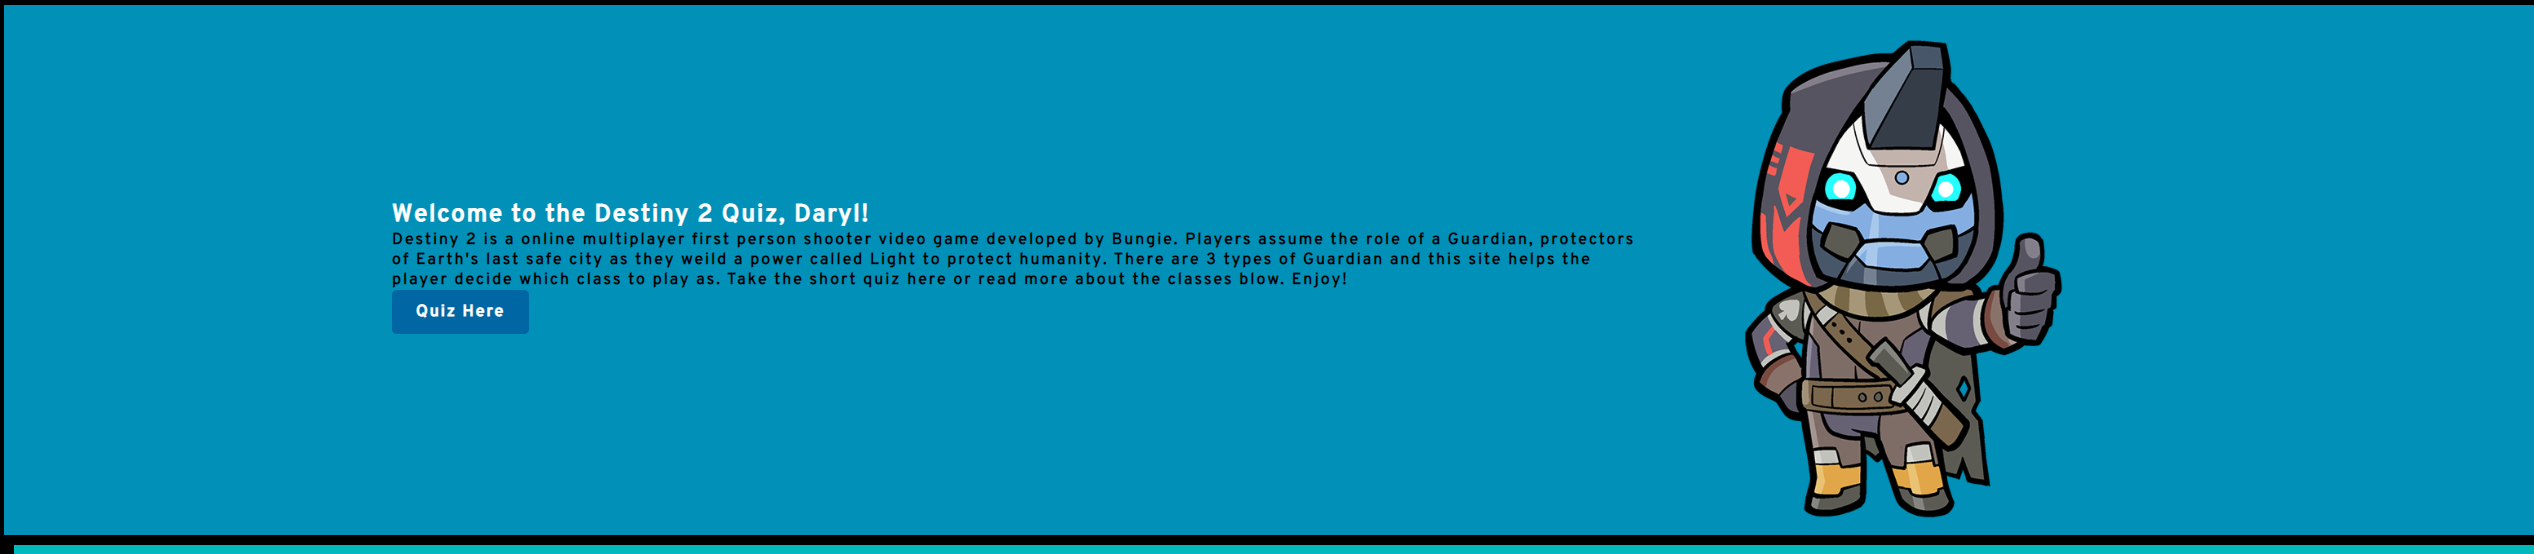 Welcome to the Destiny 2 Quiz, Daryl!
Destiny 2 is a online multiplayer first person shooter video game developed by Bungie. Players assume the role of a Guardian, protectors
of Earth's last safe city as they weild a power called Light to protect humanity. There are 3 types of Guardian and this site helps the
player decide which class to play as. Take the short quiz here or read more about the classes blow. Enjoy!
Quiz Here